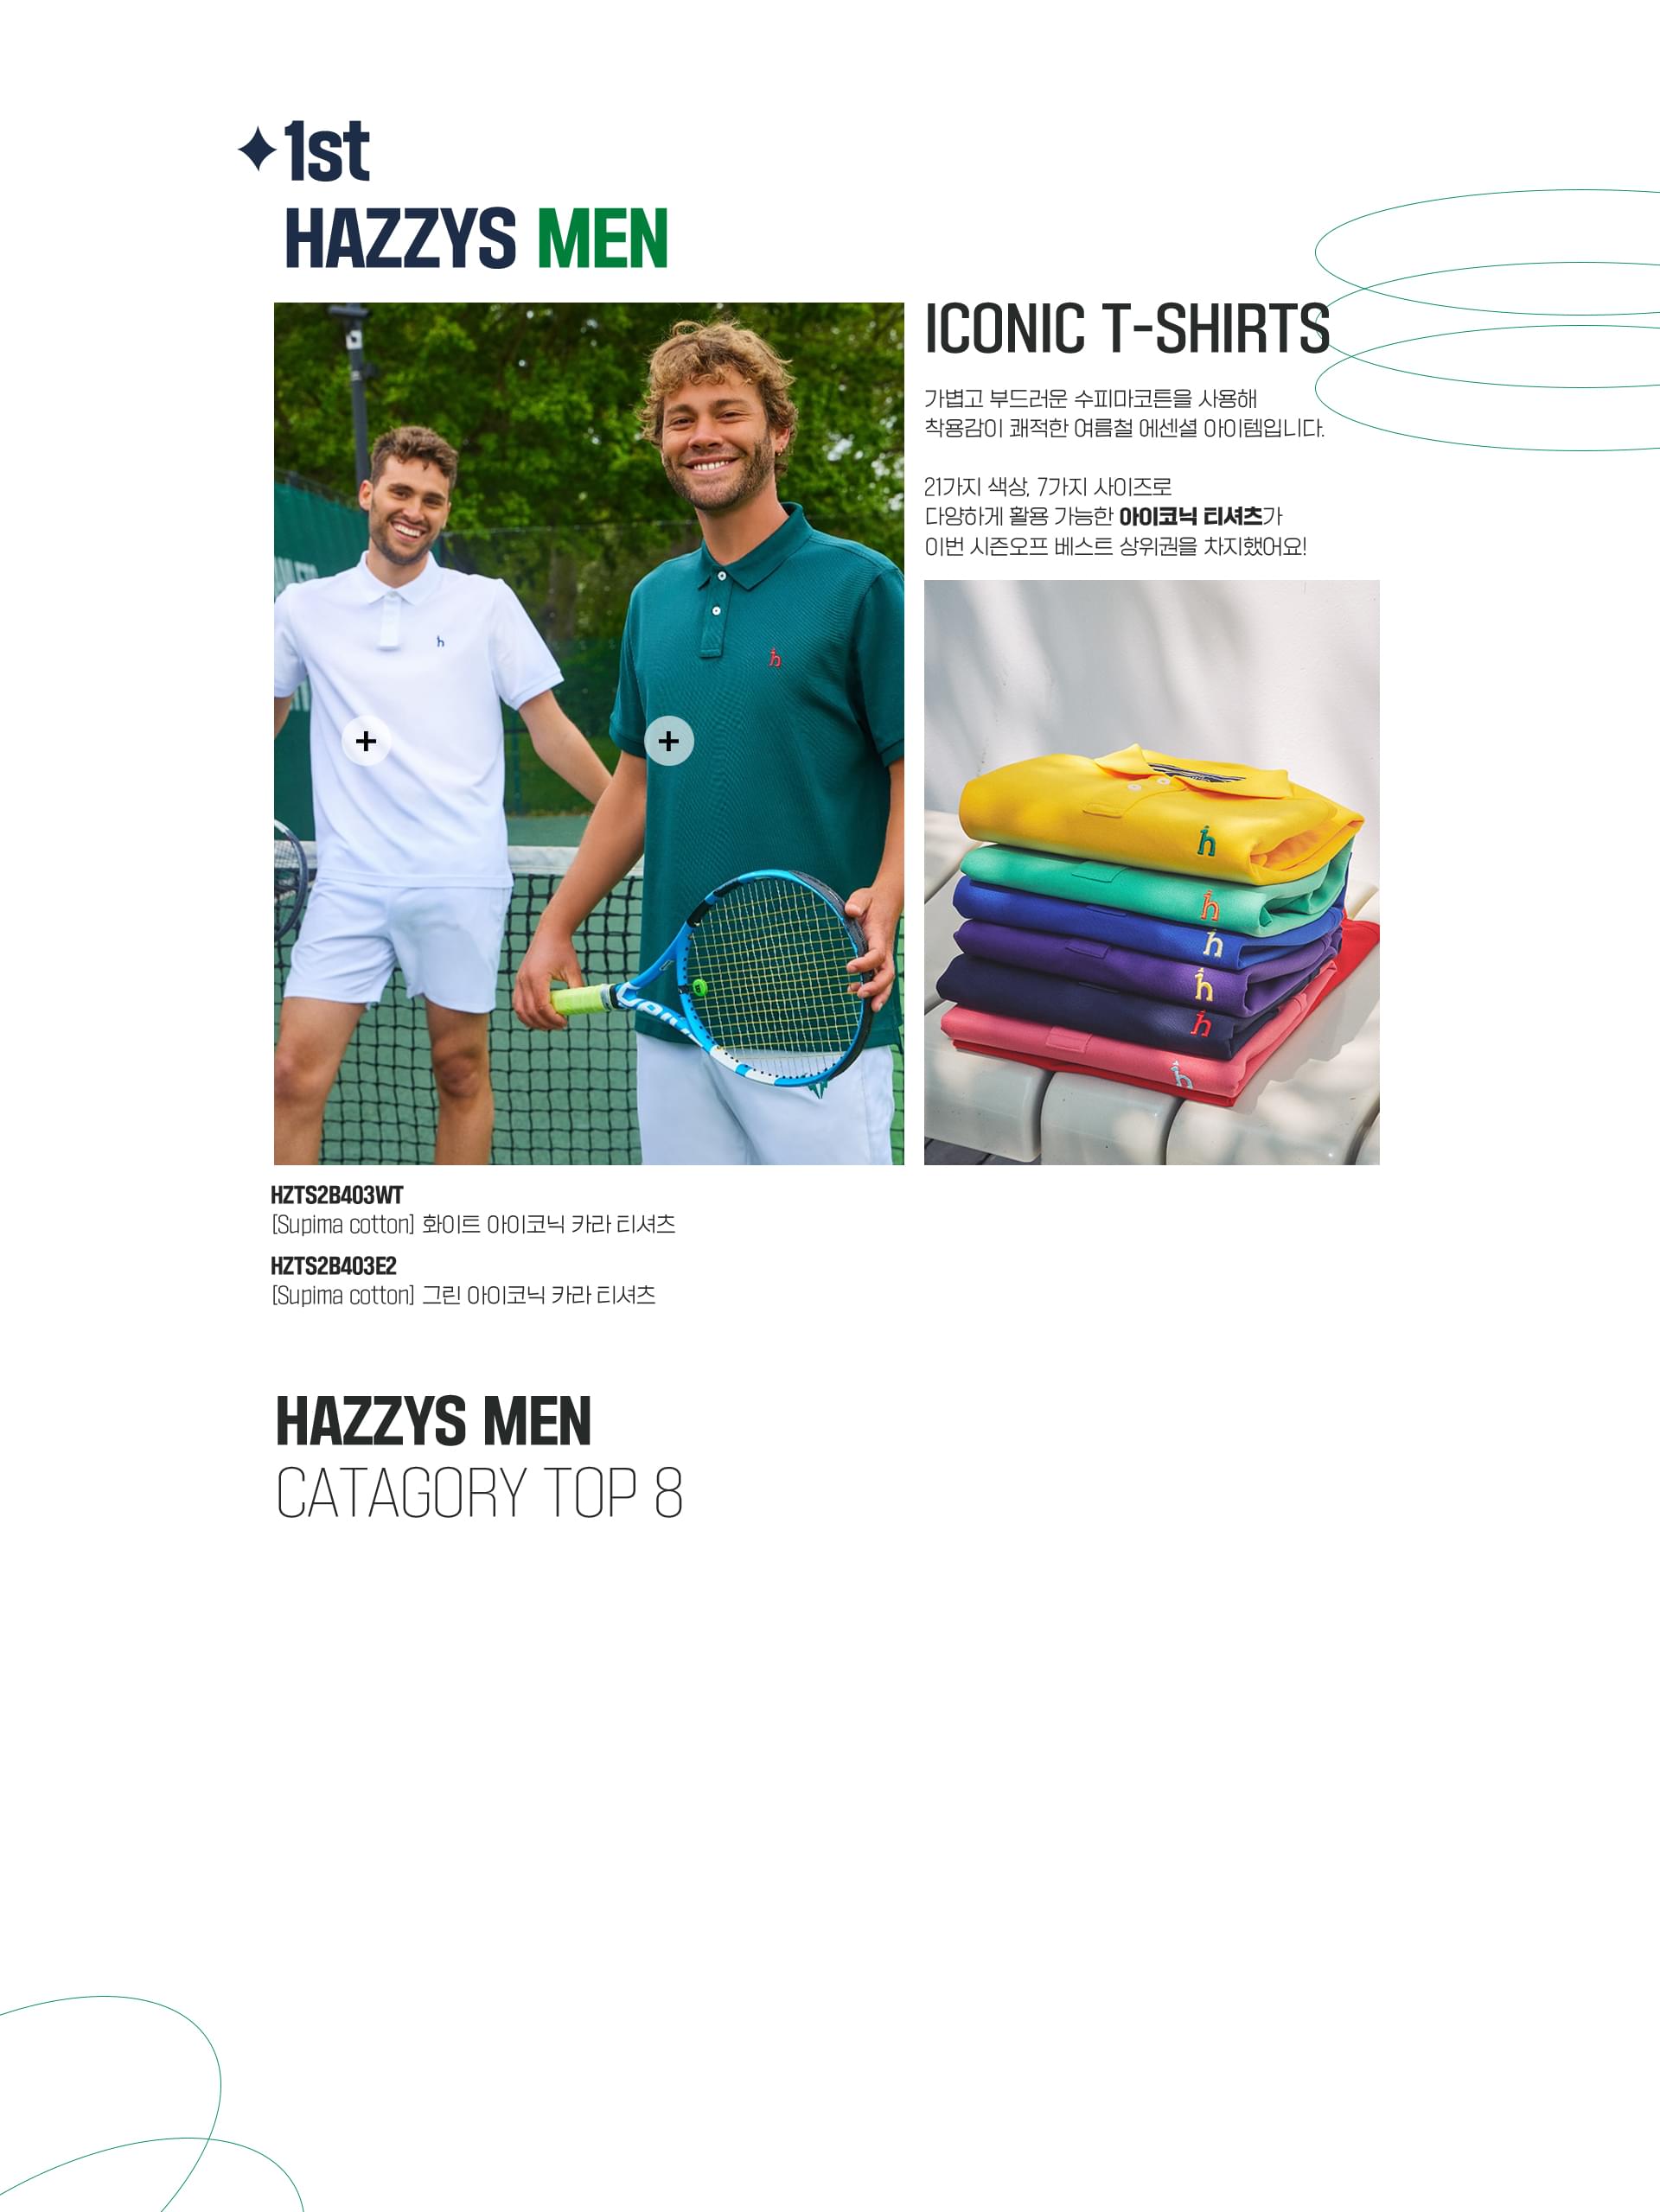 1st
HAZZYS MEN
ICONIC T-SHIRTS
가볍고 부드러운 수피마코튼을 사용해
착용감이 쾌적한 여름철 에센셜 아이템입니다.
21가지 색상, 7가지 사이즈로
다양하게 활용 가능한 아이코닉 티셔츠가
이번 시즌오프 베스트 상위권을 차지했어요!
h
h
h
h
h
h
h
h
HZTS2B403WT
[Supima cotton] 화이트 아이코닉 카라 티셔츠
HZTS2B403E2
[Supima cotton] 그린 아이코닉 카라 티셔츠
HAZZYS MEN
CATAGORY TOP 8